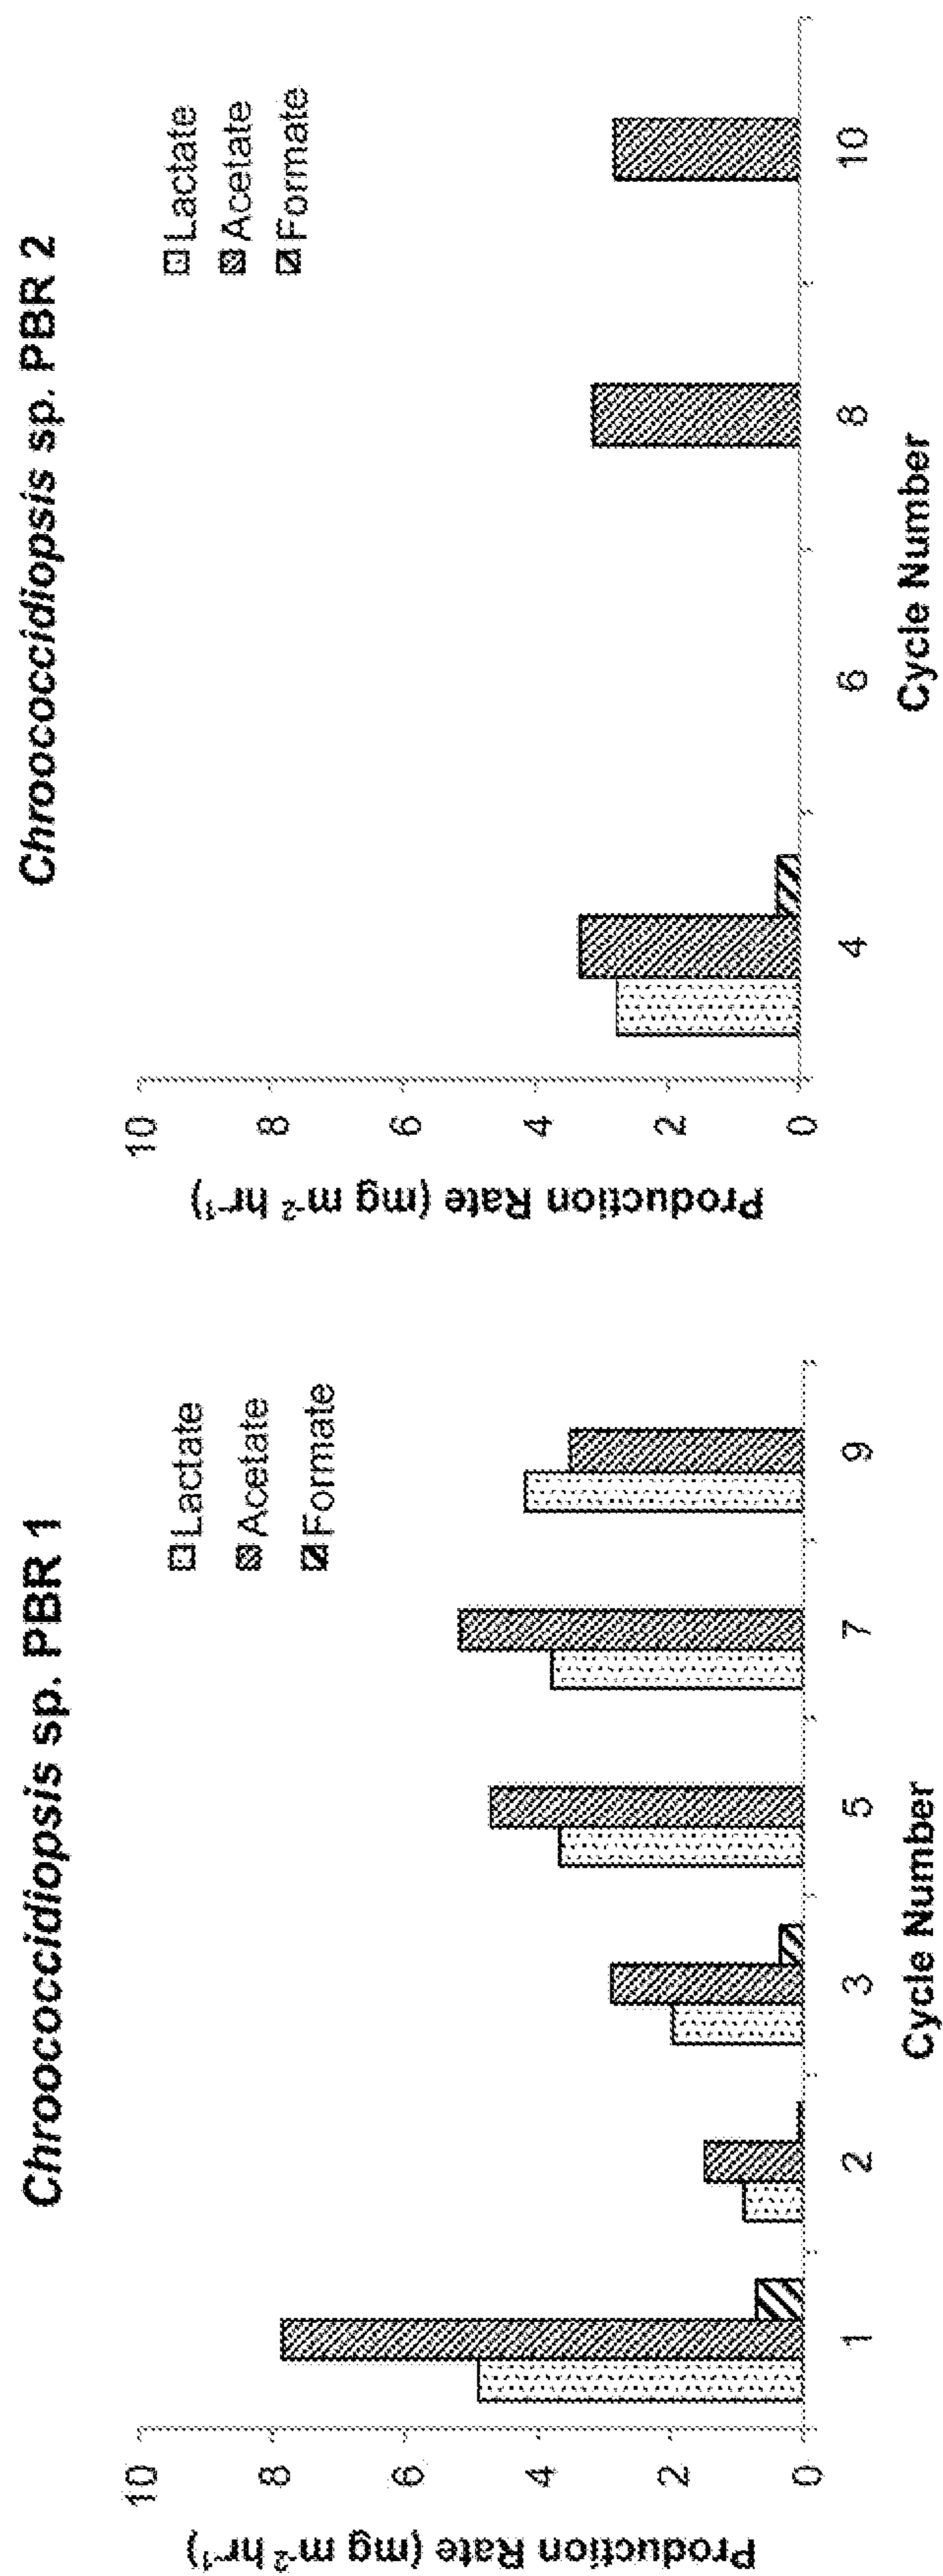 Chroococcidiopsis sp. PBR 1
Production Rate (mg m-2 hr-1)
10
8
6
4
2
0
Lactate
Acetate
Formate
1 2 3 5 7 9
Cycle Number
Chroococcidiopsis sp. PBR 2
Production Rate (mg m-2 hr-1)
10
8
6
4
2
0
Lactate
Acetate
Formate
4 6 8 10
Cycle Number